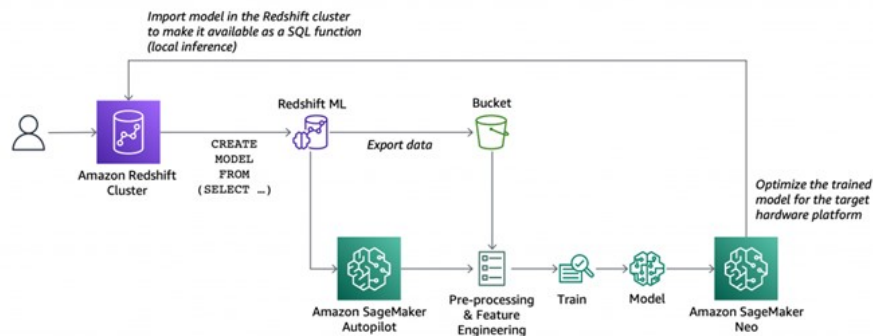 Import model in the Redshift cluster
to make it available as a SQL function
(local inference)
Redshift ML
Bucket
CREATE
MODEL
FROM
(SELECT …)
Export data
Amazon Redshift
Cluster
Optimize the trained
model for the target
hardware platform
Amazon SageMaker
Autopilot
Pre-processing
& Feature
Engineering
Train
Model
Amazon SageMaker
Neo